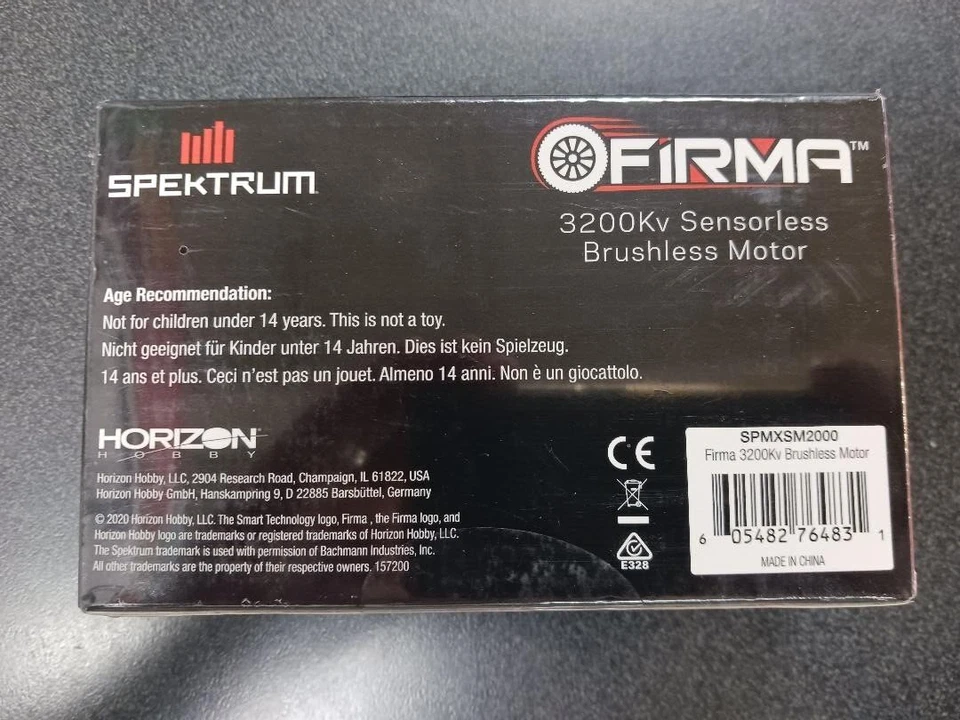 SPEKTRUM
FIRMA™
3200Kv Sensorless
Brushless Motor
Age Recommendation:
Not for children under 14 years. This is not a toy.
Nicht geeignet für Kinder unter 14 Jahren. Dies ist kein Spielzeug.
14 ans et plus. Ceci n'est pas un jouet. Almeno 14 anni. Non è un giocattolo.
HORIZON
HOBBY
Horizon Hobby, LLC, 2904 Research Road, Champaign, IL 61822, USA
Horizon Hobby GmbH, Hanskampring 9, D 22885 Barsbüttel, Germany
© 2020 Horizon Hobby, LLC. The Smart Technology logo, Firma , the Firma logo, and
Horizon Hobby logo are trademarks or registered trademarks of Horizon Hobby, LLC.
The Spektrum trademark is used with permission of Bachmann Industries, Inc.
All other trademarks are the property of their respective owners. 157200
CE
E328
SPMXSM2000
Firma 3200Kv Brushless Motor
6 05482 76483 1
MADE IN CHINA